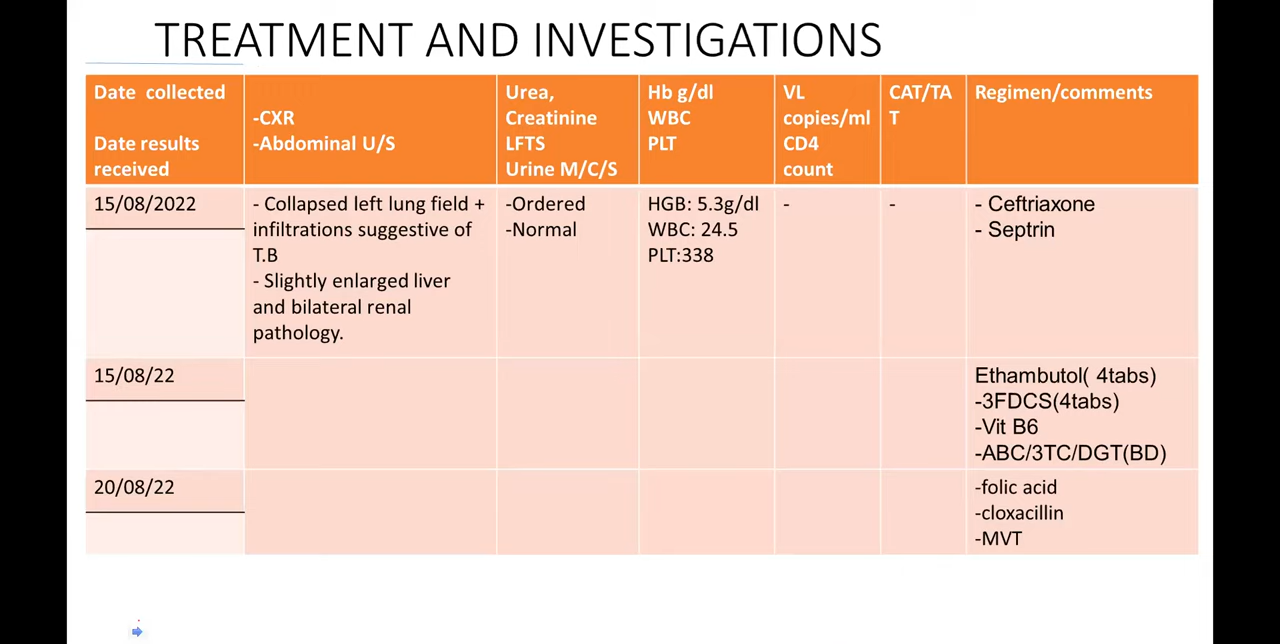 TREATMENT AND INVESTIGATIONS
Date collected
Date results
received
-CXR
-Abdominal U/S
Urea,
Creatinine
LFTS
Urine M/C/S
Hb g/dl
WBC
PLT
VL
copies/ml
CD4
count
CAT/TA
T
Regimen/comments
15/08/2022
- Collapsed left lung field +
infiltrations suggestive of
T.B
- Slightly enlarged liver
and bilateral renal
pathology.
-Ordered
-Normal
HGB: 5.3g/dl
WBC: 24.5
PLT:338
-
-
- Ceftriaxone
- Septrin
15/08/22
Ethambutol( 4tabs)
-3FDCS(4tabs)
-Vit B6
-ABC/3TC/DGT(BD)
20/08/22
-folic acid
-cloxacillin
-MVT